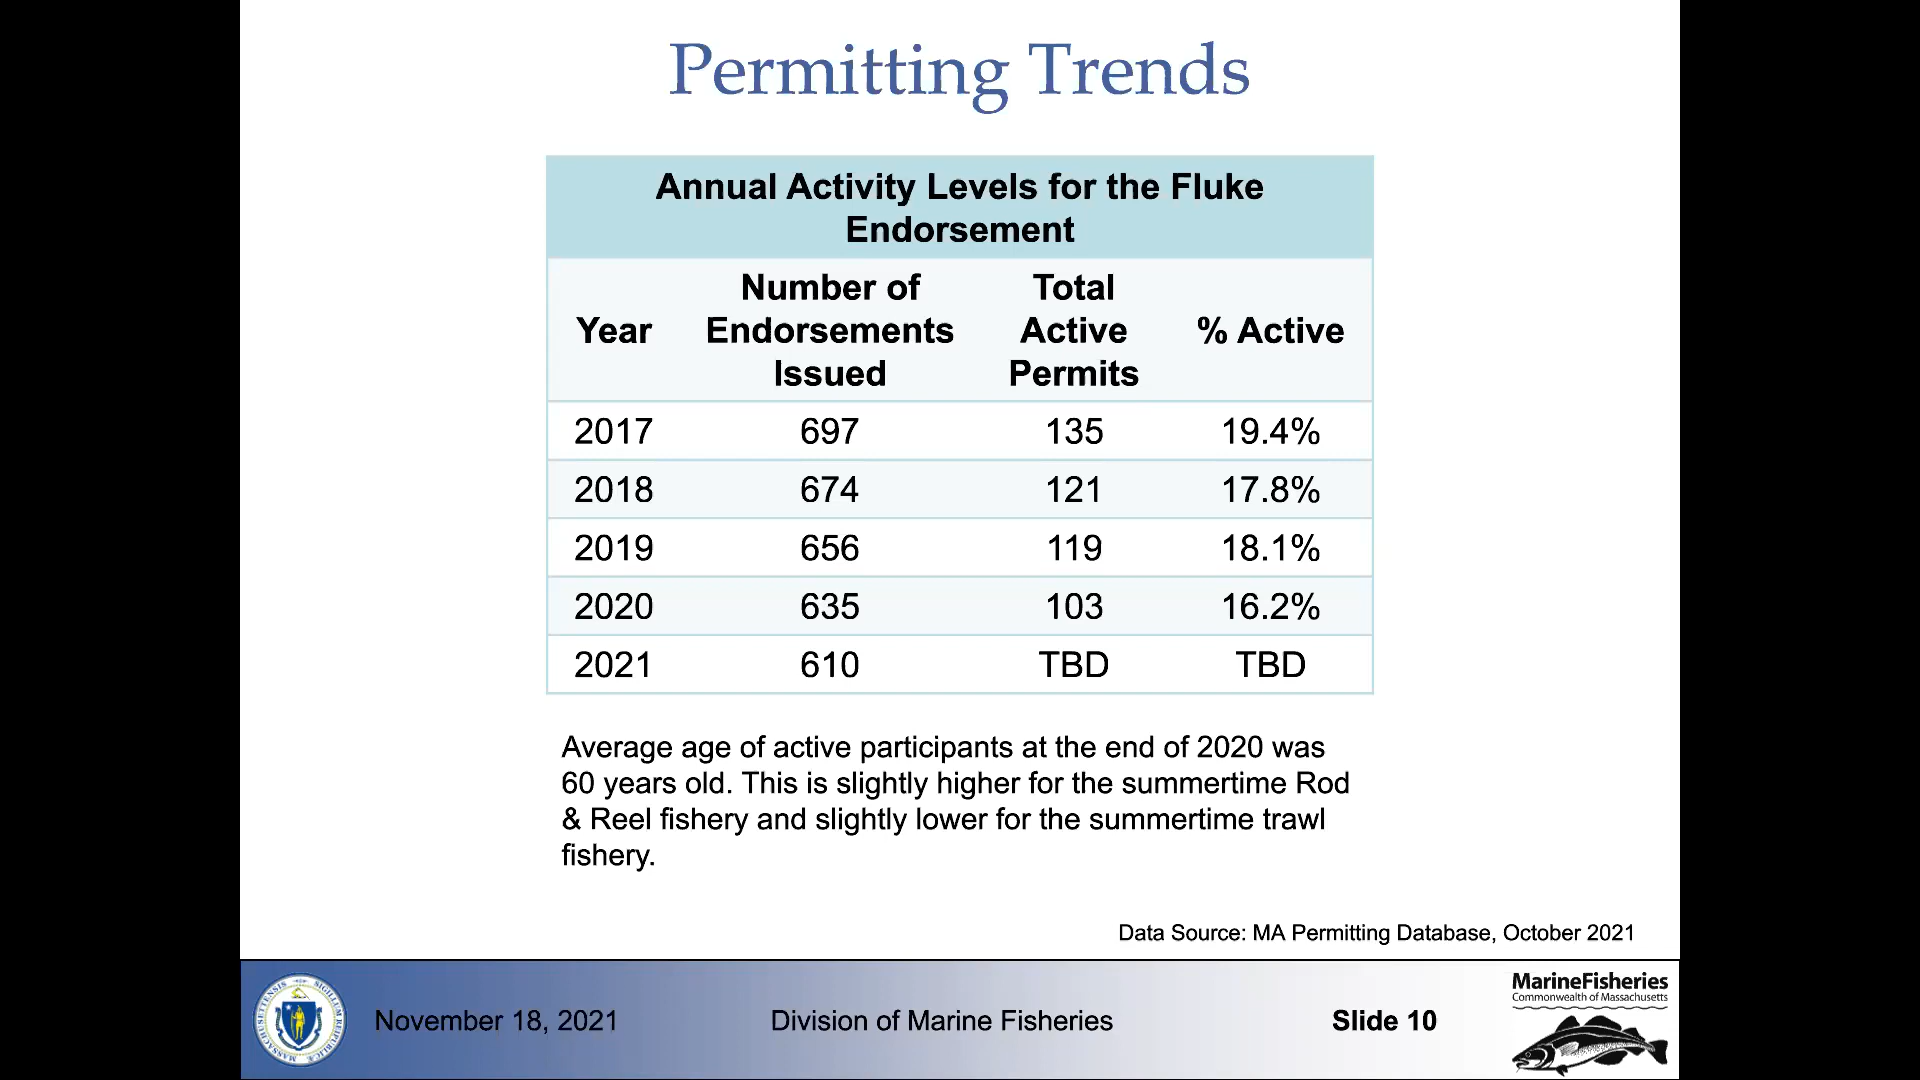 Permitting Trends
Annual Activity Levels for the Fluke
Endorsement
Year
Number of
Endorsements
Issued
Total
Active
Permits
% Active
2017 697 135 19.4%
2018 674 121 17.8%
2019 656 119 18.1%
2020 635 103 16.2%
2021 610 TBD TBD
Average age of active participants at the end of 2020 was
60 years old. This is slightly higher for the summertime Rod
& Reel fishery and slightly lower for the summertime trawl
fishery.
Data Source: MA Permitting Database, October 2021
November 18, 2021
Division of Marine Fisheries
Slide 10
MarineFisheries
Commonwealth of Massachusetts